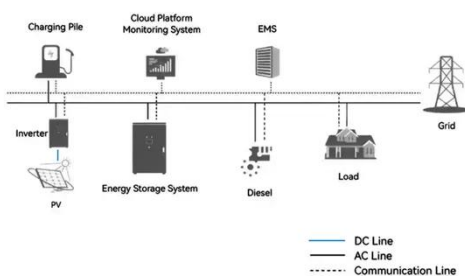 Charging Pile
Cloud Platform
Monitoring System
EMS
Grid
Inverter
PV
Energy Storage System
Diesel
Load
DC Line
AC Line
Communication Line